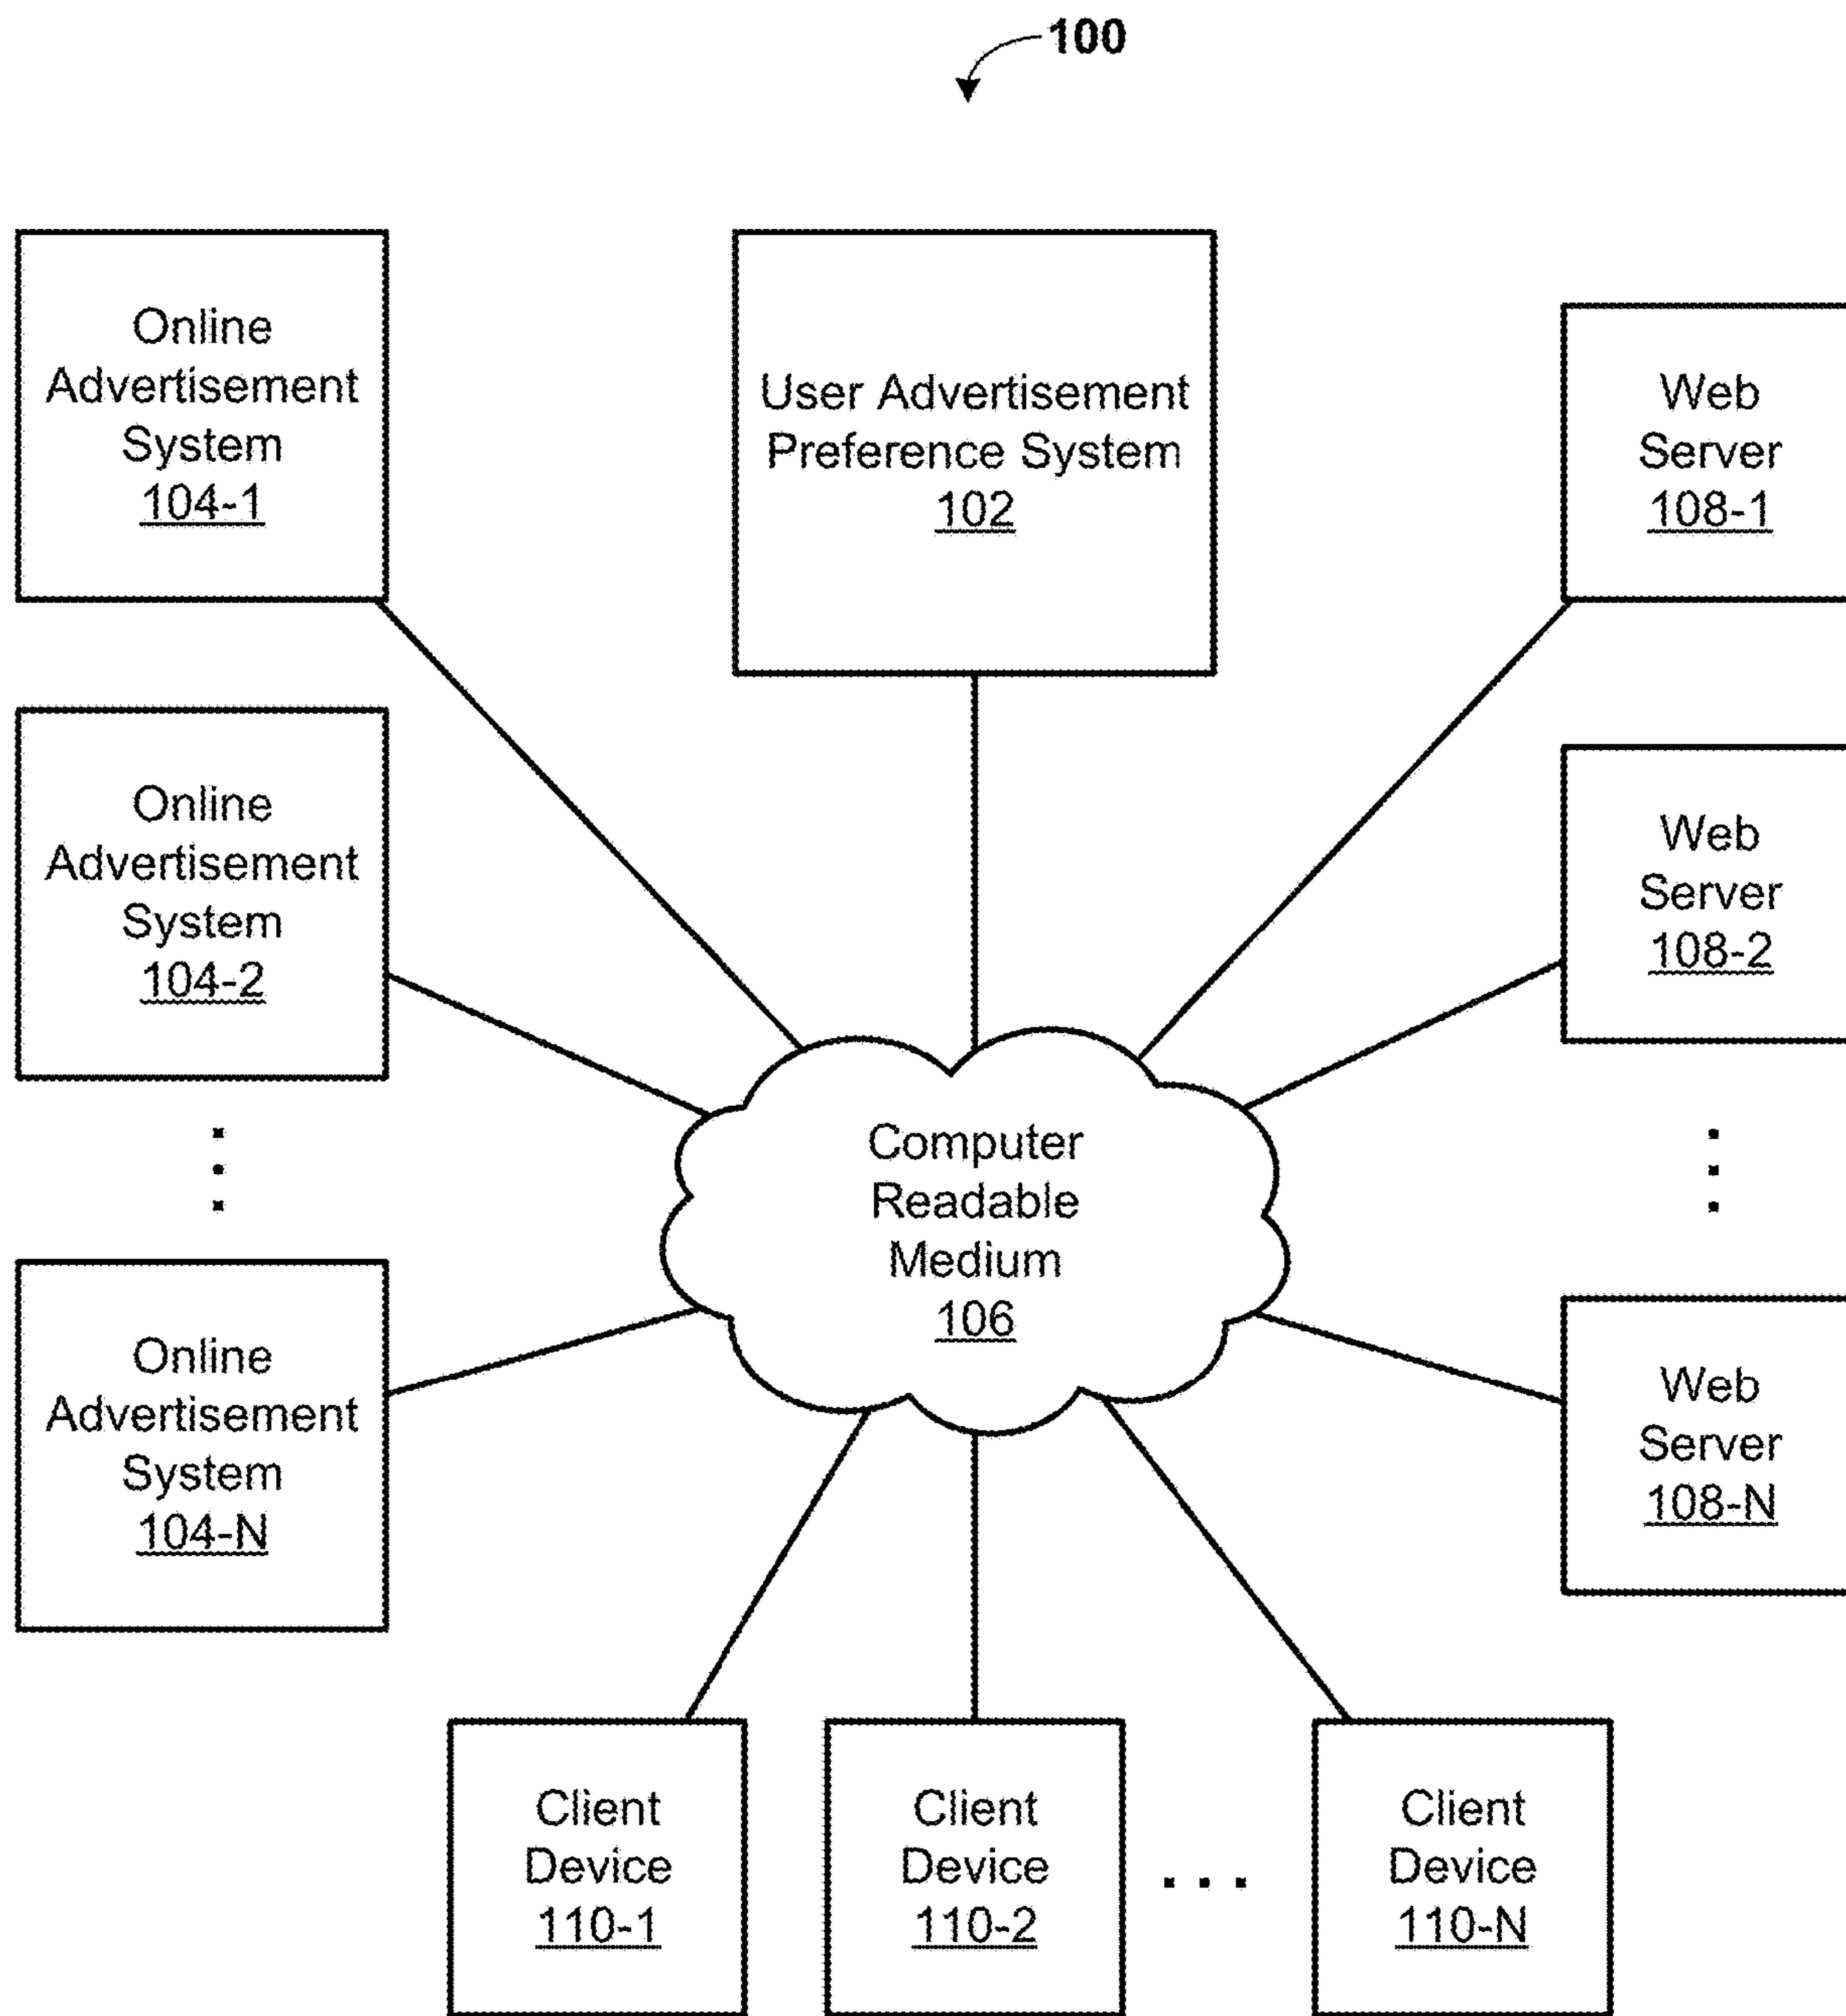 100
Online
Advertisement
System
104-1
User Advertisement
Preference System
102
Web
Server
108-1
Online
Advertisement
System
104-2
Web
Server
108-2
Computer
Readable
Medium
106
Online
Advertisement
System
104-N
Web
Server
108-N
Client
Device
110-1
Client
Device
110-2
. . .
Client
Device
110-N